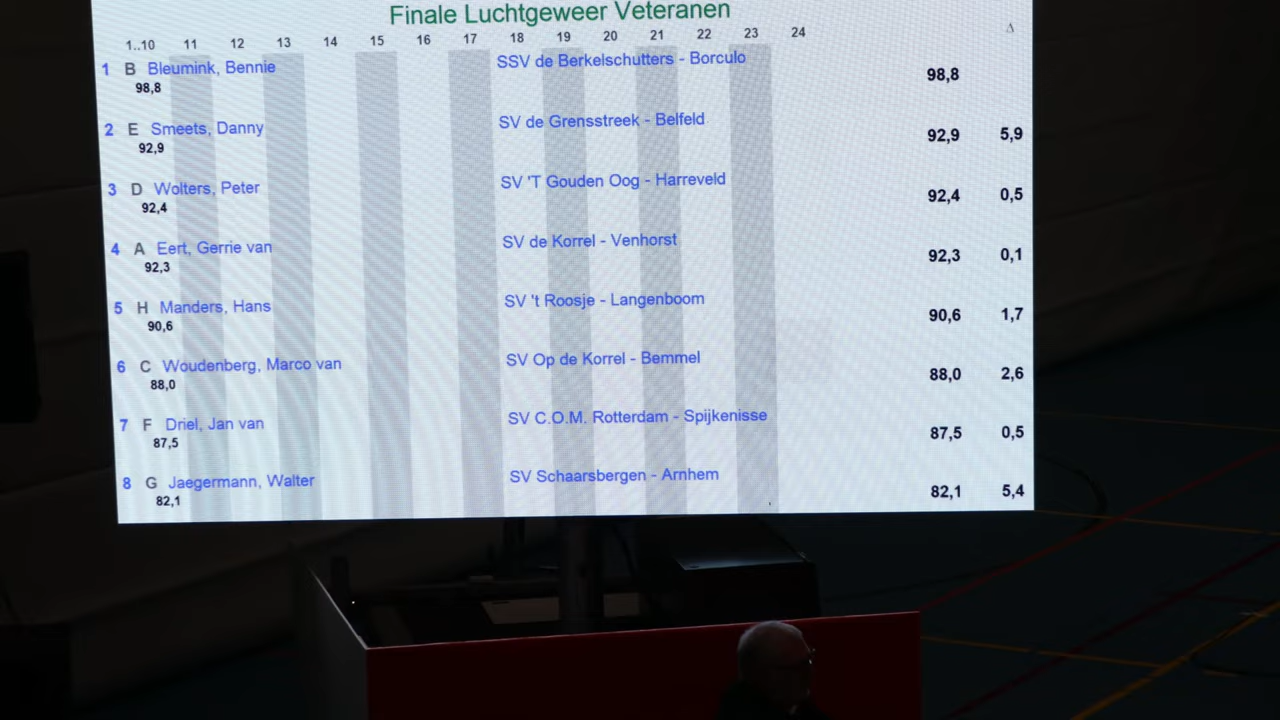 Finale Luchtgeweer Veteranen
1..10 11 12 13 14 15 16 17 18 19 20 21 22 23 24 Δ
1 B Bleumink, Bennie SSV de Berkelschutters - Borculo 98,8
98,8
2 E Smeets, Danny SV de Grensstreek - Belfeld 92,9 5,9
92,9
3 D Wolters, Peter SV 'T Gouden Oog - Harreveld 92,4 0,5
92,4
4 A Eert, Gerrie van SV de Korrel - Venhorst 92,3 0,1
92,3
5 H Manders, Hans SV 't Roosje - Langenboom 90,6 1,7
90,6
6 C Woudenberg, Marco van SV Op de Korrel - Bemmel 88,0 2,6
88,0
7 F Driel, Jan van SV C.O.M. Rotterdam - Spijkenisse 87,5 0,5
87,5
8 G Jaegermann, Walter SV Schaarsbergen - Arnhem 82,1 5,4
82,1